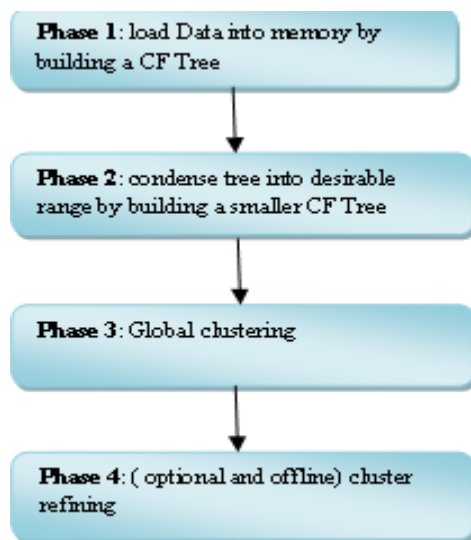 Phase 1: load Data into memory by
building a CF Tree
Phase 2: condense tree into desirable
range by building a smaller CF Tree
Phase 3: Global clustering
Phase 4: ( optional and offline) cluster
refining